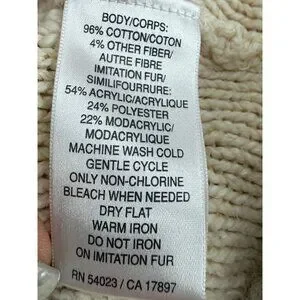 BODY/CORPS:
96% COTTON/COTON
4% OTHER FIBER/
AUTRE FIBRE
IMITATION FUR/
SIMILIFOURRURE:
54% ACRYLIC/ACRYLIQUE
24% POLYESTER
22% MODACRYLIC/
MODACRYLIQUE
MACHINE WASH COLD
GENTLE CYCLE
ONLY NON-CHLORINE
BLEACH WHEN NEEDED
DRY FLAT
WARM IRON
DO NOT IRON
ON IMITATION FUR
RN 54023 / CA 17897